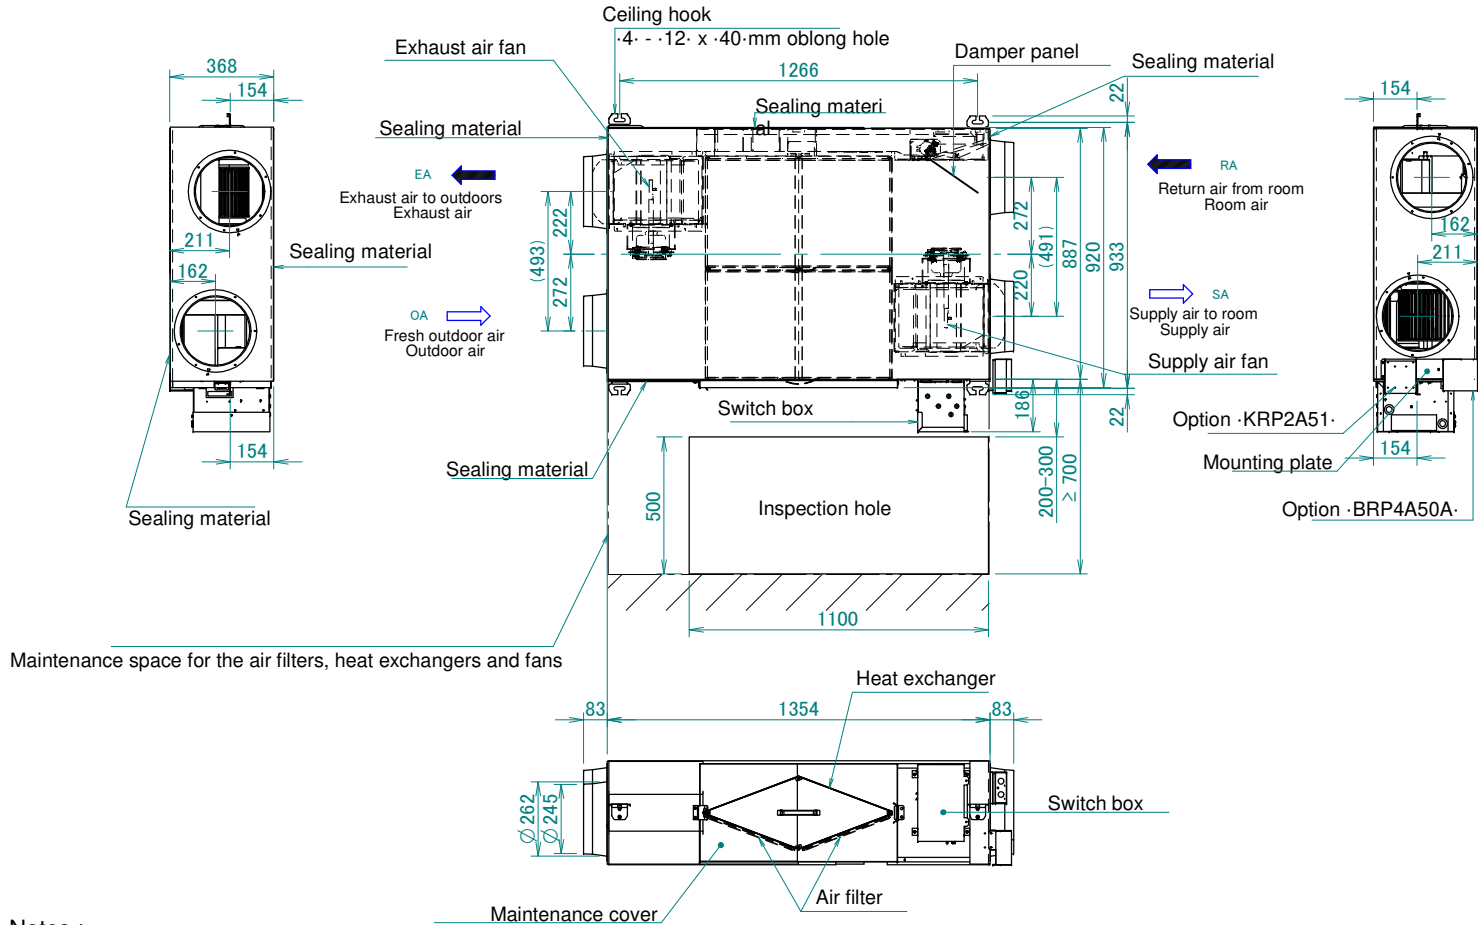 Ceiling hook
·4· - ·12· x ·40·mm oblong hole
Exhaust air fan
Damper panel
Sealing material
1266
368
154
22
154
Sealing materi
al
Sealing material
EA
Exhaust air to outdoors
Exhaust air
RA
Return air from room
Room air
222
(493)
272
272
(491)
220
887
920
933
211
162
Sealing material
162
211
OA
Fresh outdoor air
Outdoor air
SA
Supply air to room
Supply air
Supply air fan
Switch box
186
22
Option ·KRP2A51·
154
154
Sealing material
Mounting plate
500
Inspection hole
200-300
≥ 700
Sealing material
Option ·BRP4A50A·
1100
Maintenance space for the air filters, heat exchangers and fans
Heat exchanger
83
1354
83
Ø 262
Ø 245
Switch box
Air filter
Maintenance cover